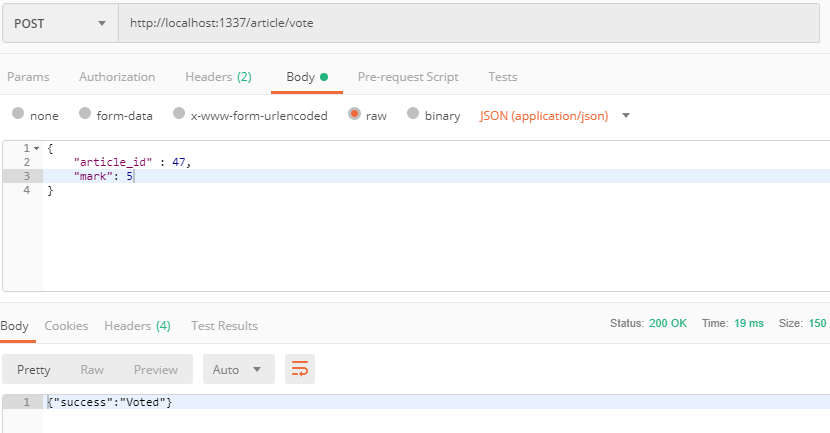 POST http://localhost:1337/article/vote
Params Authorization Headers (2) Body Pre-request Script Tests
none form-data x-www-form-urlencoded raw binary JSON (application/json)
1 {
2 "article_id" : 47,
3 "mark": 5
4 }
Body Cookies Headers (4) Test Results Status: 200 OK Time: 19 ms Size: 150
Pretty Raw Preview Auto
1 {"success":"Voted"}